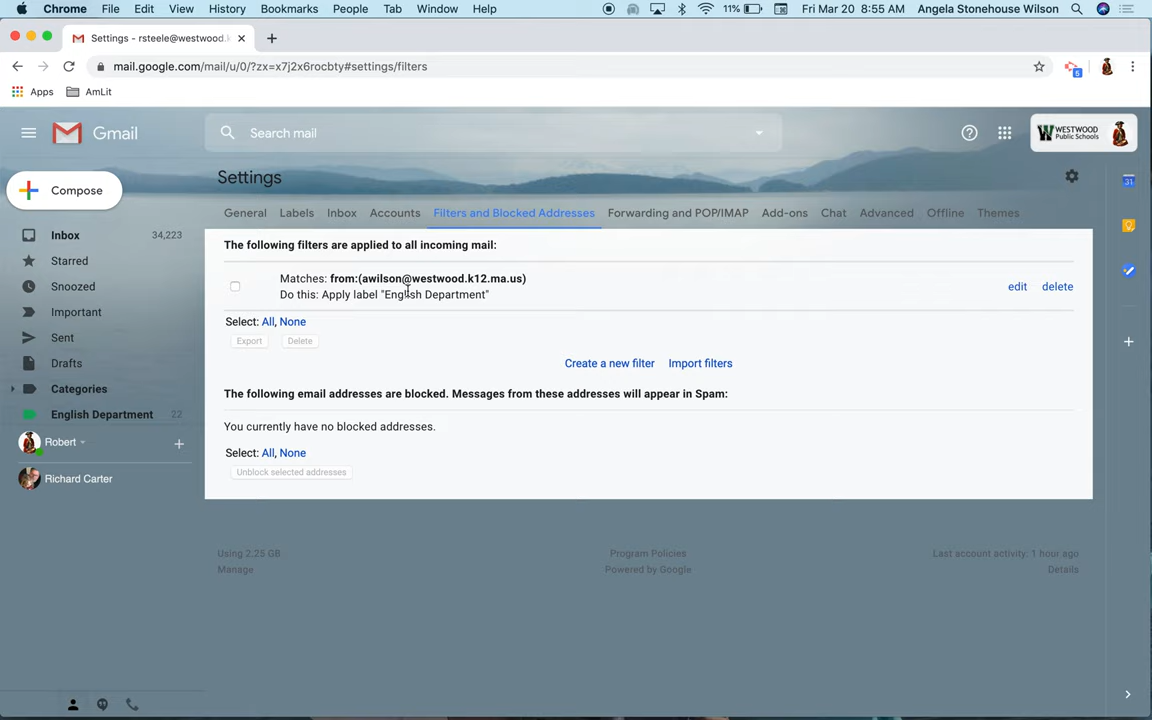 Chrome File Edit View History Bookmarks People Tab Window Help 11% Fri Mar 20 8:55 AM Angela Stonehouse Wilson
Settings - rsteele@westwood.k
mail.google.com/mail/u/0/?zx=x7j2x6rocbty#settings/filters
5
Apps AmLit
Gmail
Search mail
W WESTWOOD
Public Schools
Compose
Settings
31
General Labels Inbox Accounts Filters and Blocked Addresses Forwarding and POP/IMAP Add-ons Chat Advanced Offline Themes
Inbox 34,223
Starred
Snoozed
Important
Sent
Drafts
Categories
English Department 22
Robert
Richard Carter
The following filters are applied to all incoming mail:
Matches: from:(awilson@westwood.k12.ma.us)
Do this: Apply label "English Department"
edit delete
Select: All, None
Export Delete
Create a new filter Import filters
The following email addresses are blocked. Messages from these addresses will appear in Spam:
You currently have no blocked addresses.
Select: All, None
Unblock selected addresses
Using 2.25 GB
Manage
Program Policies
Powered by Google
Last account activity: 1 hour ago
Details